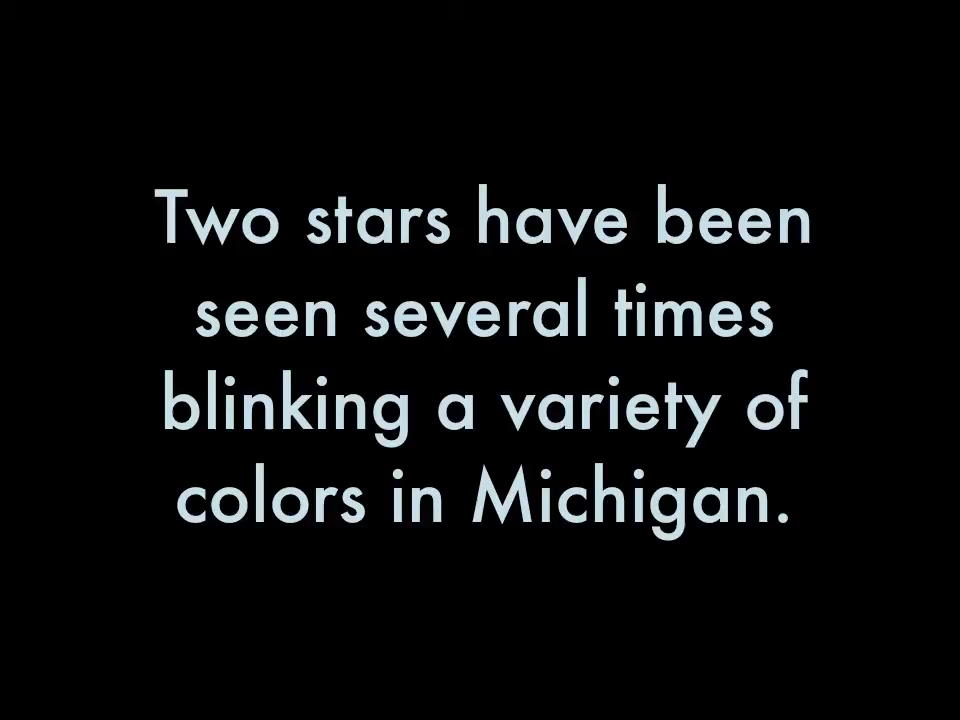 Two stars have been
seen several times
blinking a variety of
colors in Michigan.